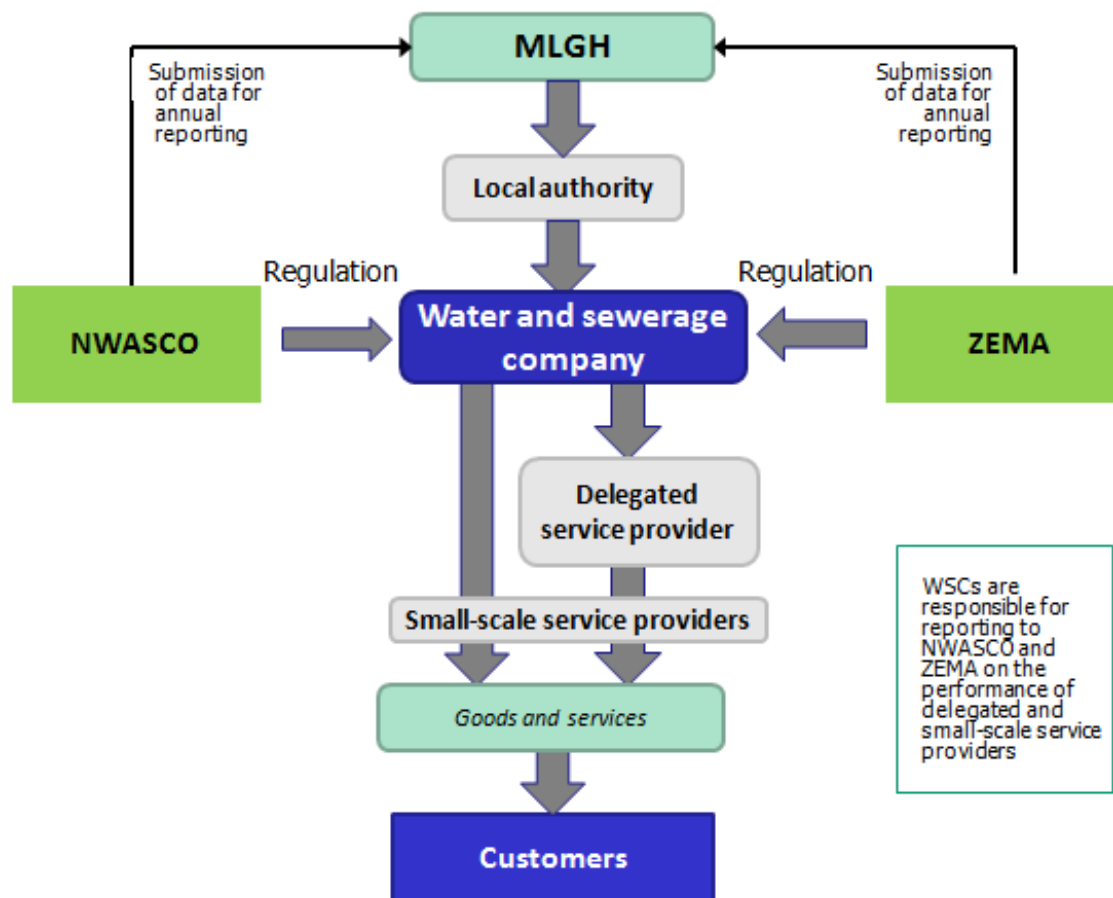 MLGH
Submission
of data for
annual
reporting
Submission
of data for
annual
reporting
Local authority
Regulation
Regulation
NWASCO
Water and sewerage
company
ZEMA
Delegated
service provider
WSCs are
responsible for
reporting to
NWASCO and
ZEMA on the
performance of
delegated and
small-scale service
providers
Small-scale service providers
Goods and services
Customers